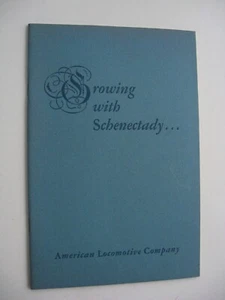 Growing
with
Schenectady...
American Locomotive Company